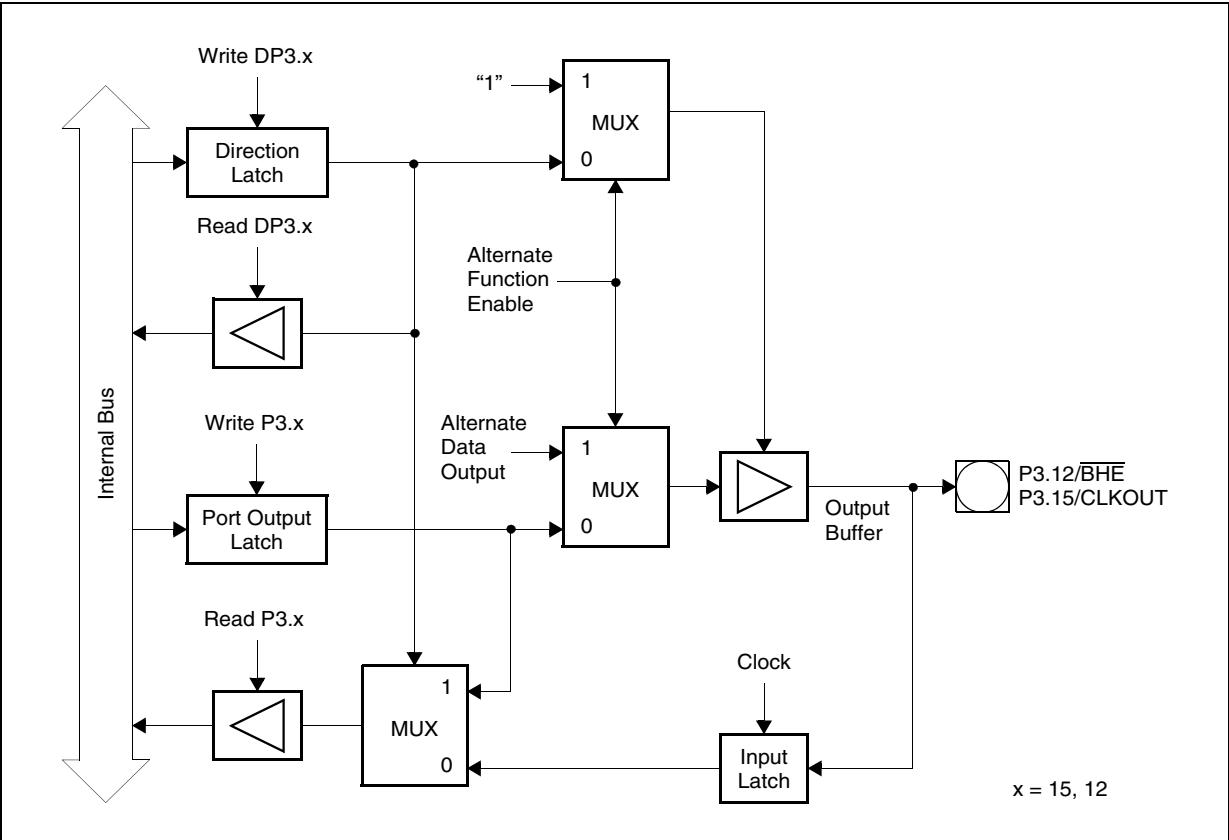 Write DP3.x
"1"
1
MUX
0
Direction
Latch
Read DP3.x
Alternate
Function
Enable
Internal Bus
Write P3.x
Alternate
Data
Output
1
MUX
0
Port Output
Latch
Output
Buffer
P3.12/B̅H̅E̅
P3.15/CLKOUT
Read P3.x
1
MUX
0
Clock
Input
Latch
x = 15, 12